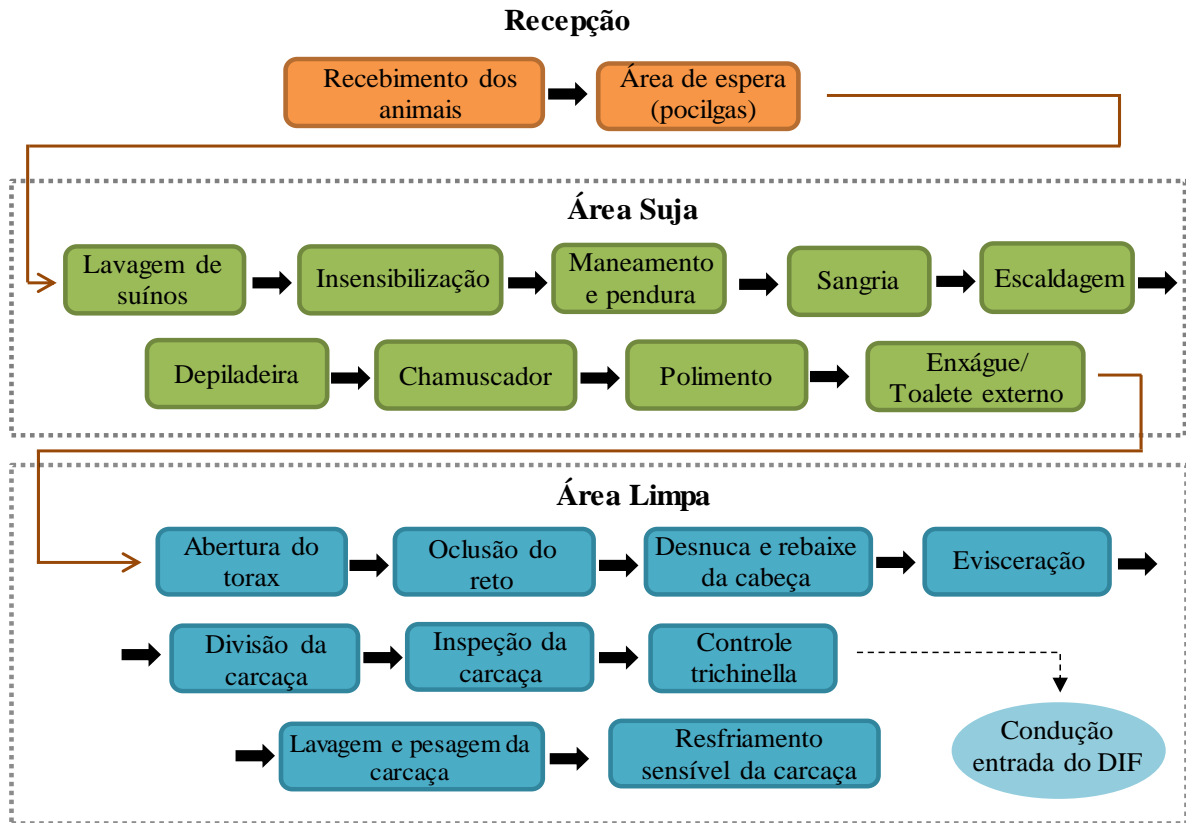 Recepção
Recebimento dos
animais
Área de espera
(pocilgas)
Área Suja
Lavagem de
suínos
Insensibilização
Maneamento
e pendura
Sangria
Escaldagem
Depiladeira
Chamuscador
Polimento
Enxágue/
Toalete externo
Área Limpa
Abertura do
torax
Oclusão do
reto
Desnuca e rebaixe
da cabeça
Evisceração
Divisão da
carcaça
Inspeção da
carcaça
Controle
trichinella
Condução
entrada do DIF
Lavagem e pesagem da
carcaça
Resfriamento
sensível da carcaça